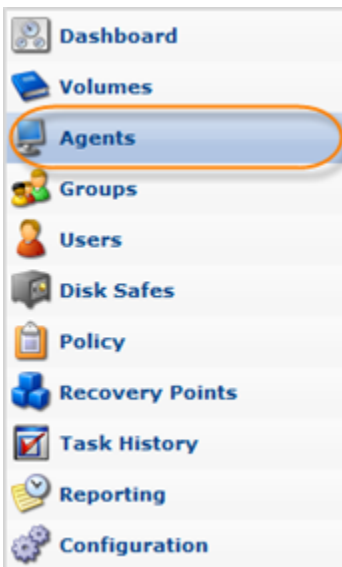 Dashboard
Volumes
Agents
Groups
Users
Disk Safes
Policy
Recovery Points
Task History
Reporting
Configuration